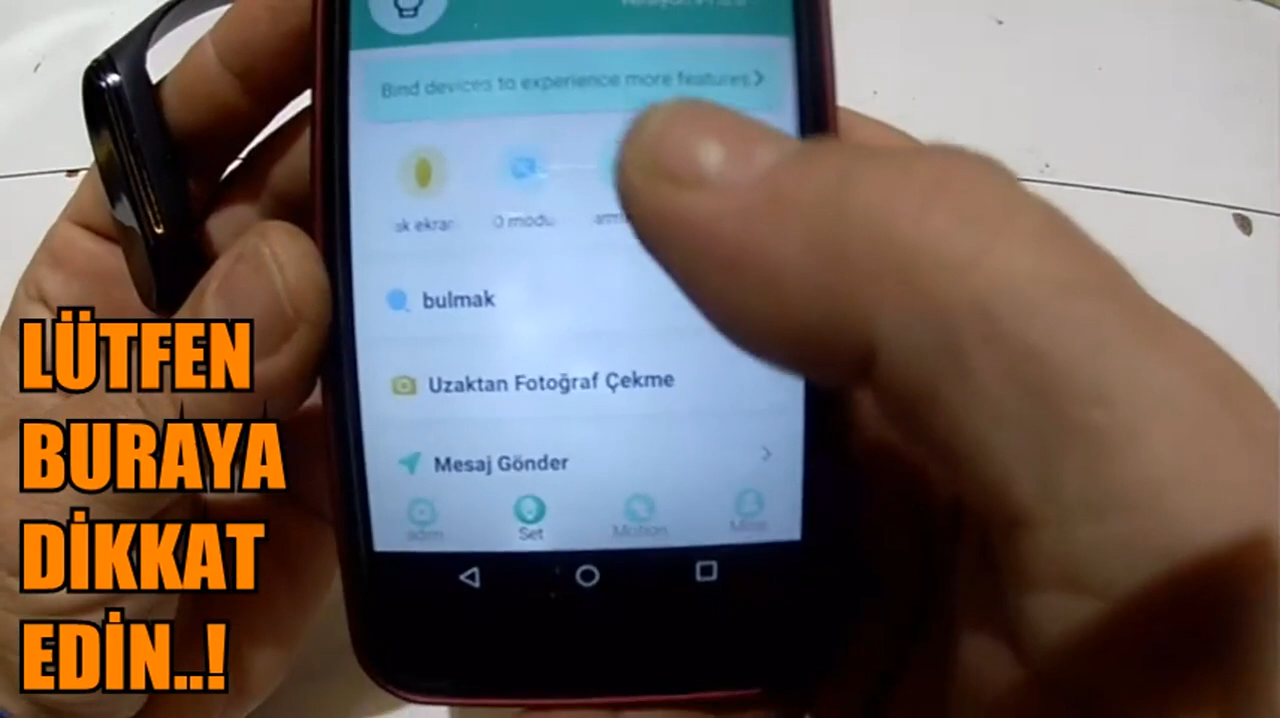 Bind devices to experience more features
bulmak
Uzaktan Fotoğraf Çekme
Mesaj Gönder
Set
Motion
Mine
LÜTFEN
BURAYA
DİKKAT
EDİN..!